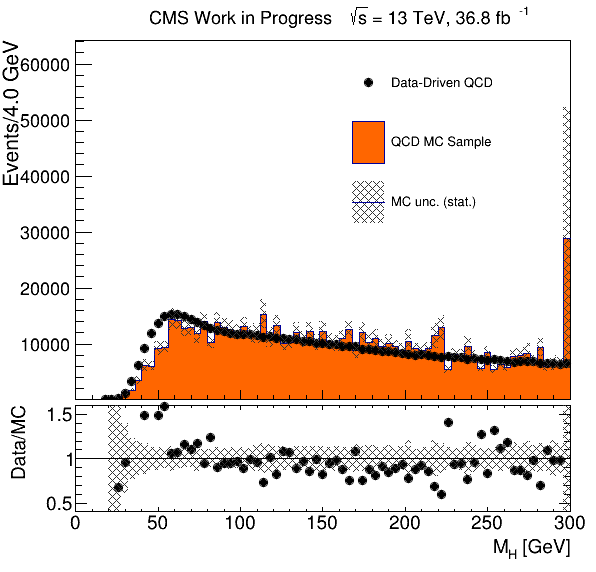 CMS Work in Progress √s = 13 TeV, 36.8 fb -1
Events/4.0 GeV
60000
50000
40000
30000
20000
10000
Data-Driven QCD
QCD MC Sample
MC unc. (stat.)
Data/MC
1.5
1
0.5
0 50 100 150 200 250 300
M_H [GeV]